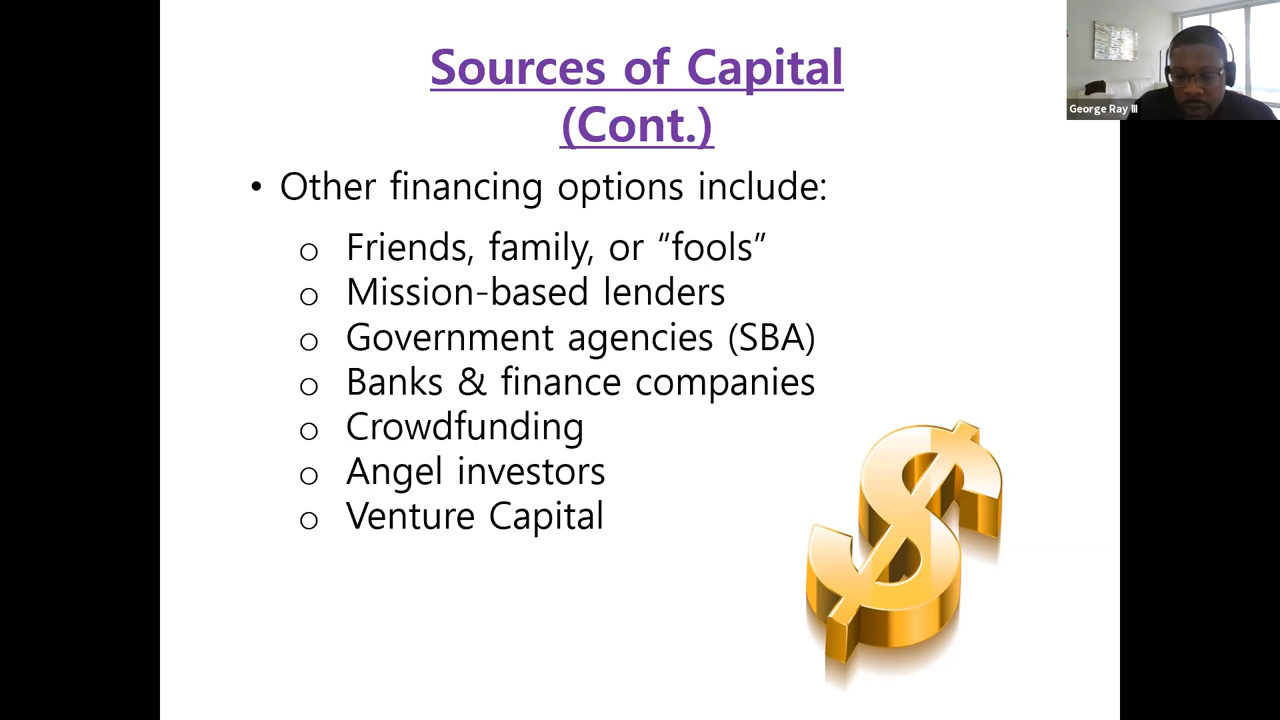 Sources of Capital
(Cont.)
• Other financing options include:
o Friends, family, or “fools”
o Mission-based lenders
o Government agencies (SBA)
o Banks & finance companies
o Crowdfunding
o Angel investors
o Venture Capital
George Ray III